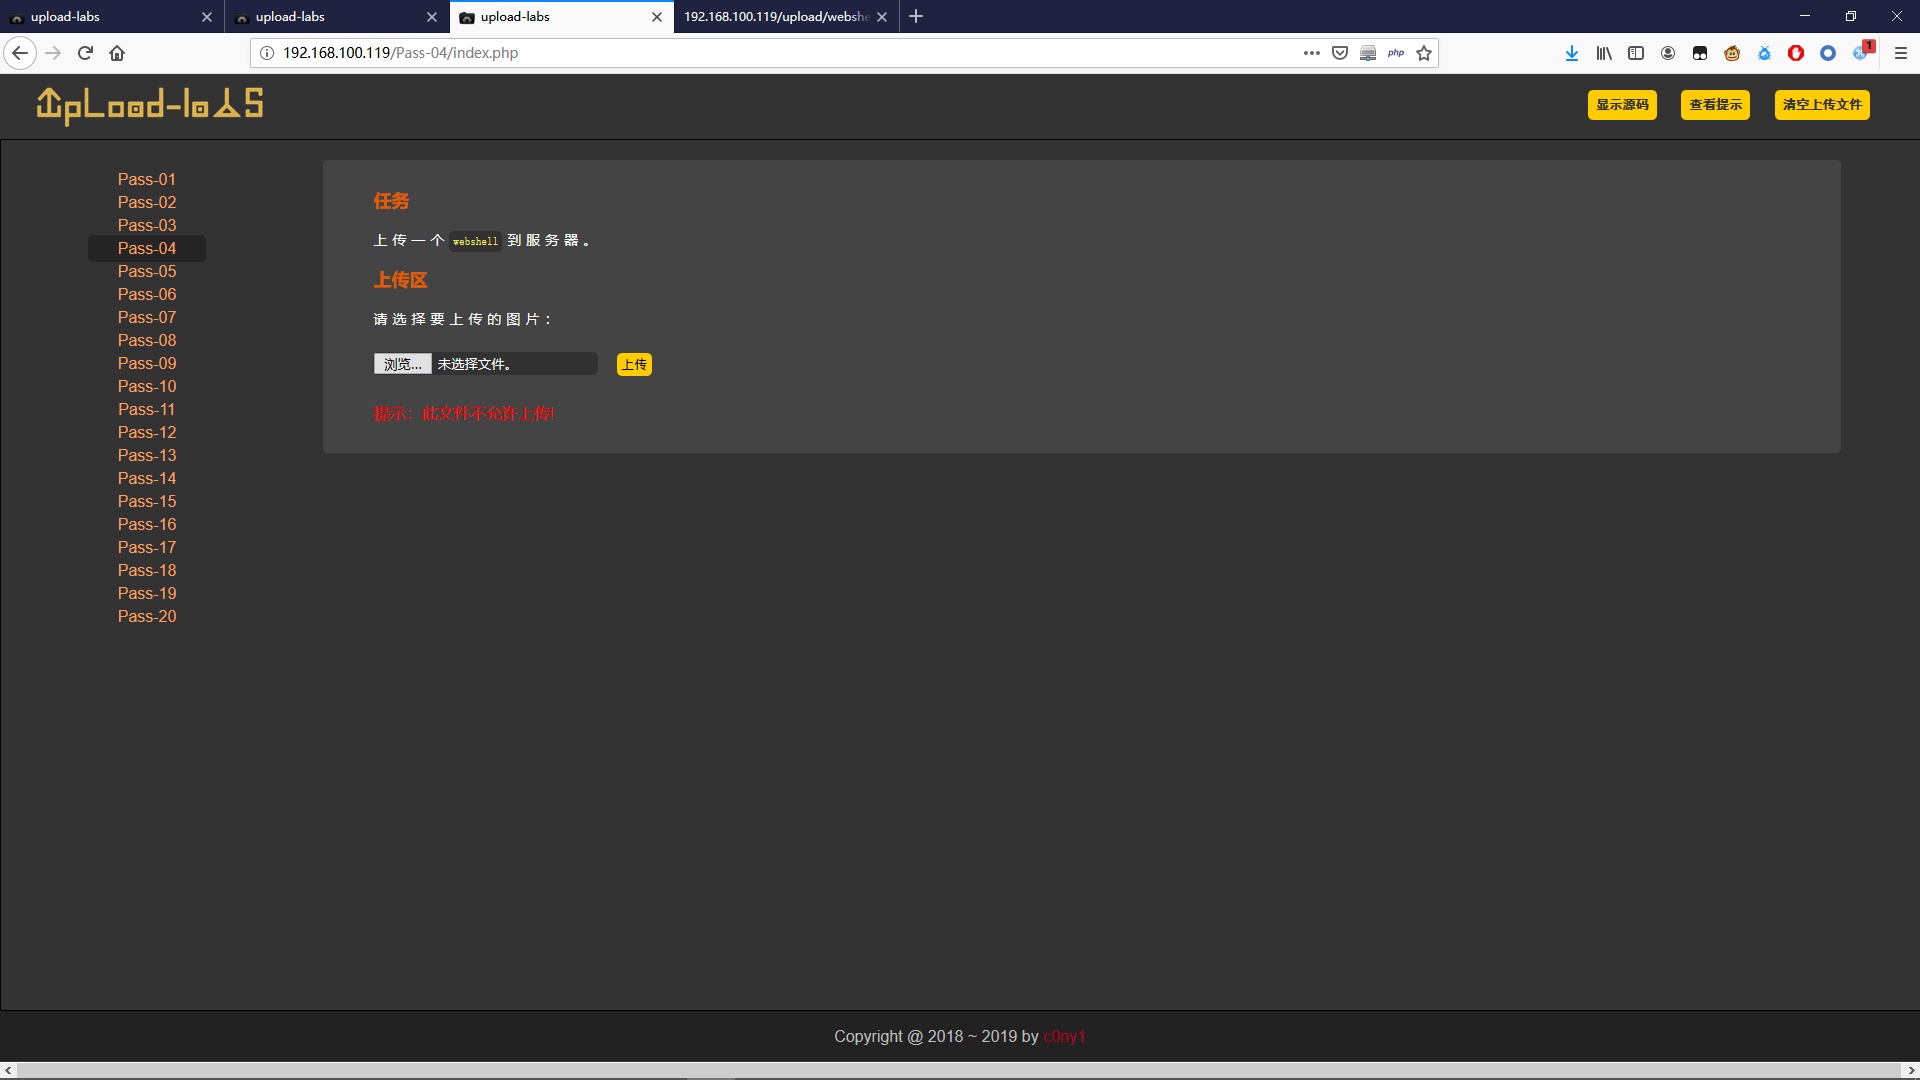 upload-labs
upload-labs
upload-labs
192.168.100.119/upload/webshe
192.168.100.119/Pass-04/index.php
php
1
UpLoad-labs
显示源码
查看提示
清空上传文件
Pass-01
Pass-02
Pass-03
Pass-04
Pass-05
Pass-06
Pass-07
Pass-08
Pass-09
Pass-10
Pass-11
Pass-12
Pass-13
Pass-14
Pass-15
Pass-16
Pass-17
Pass-18
Pass-19
Pass-20
任务
上传一个 webshell 到服务器。
上传区
请选择要上传的图片：
浏览... 未选择文件。
上传
提示：此文件不允许上传!
Copyright @ 2018 ~ 2019 by c0ny1